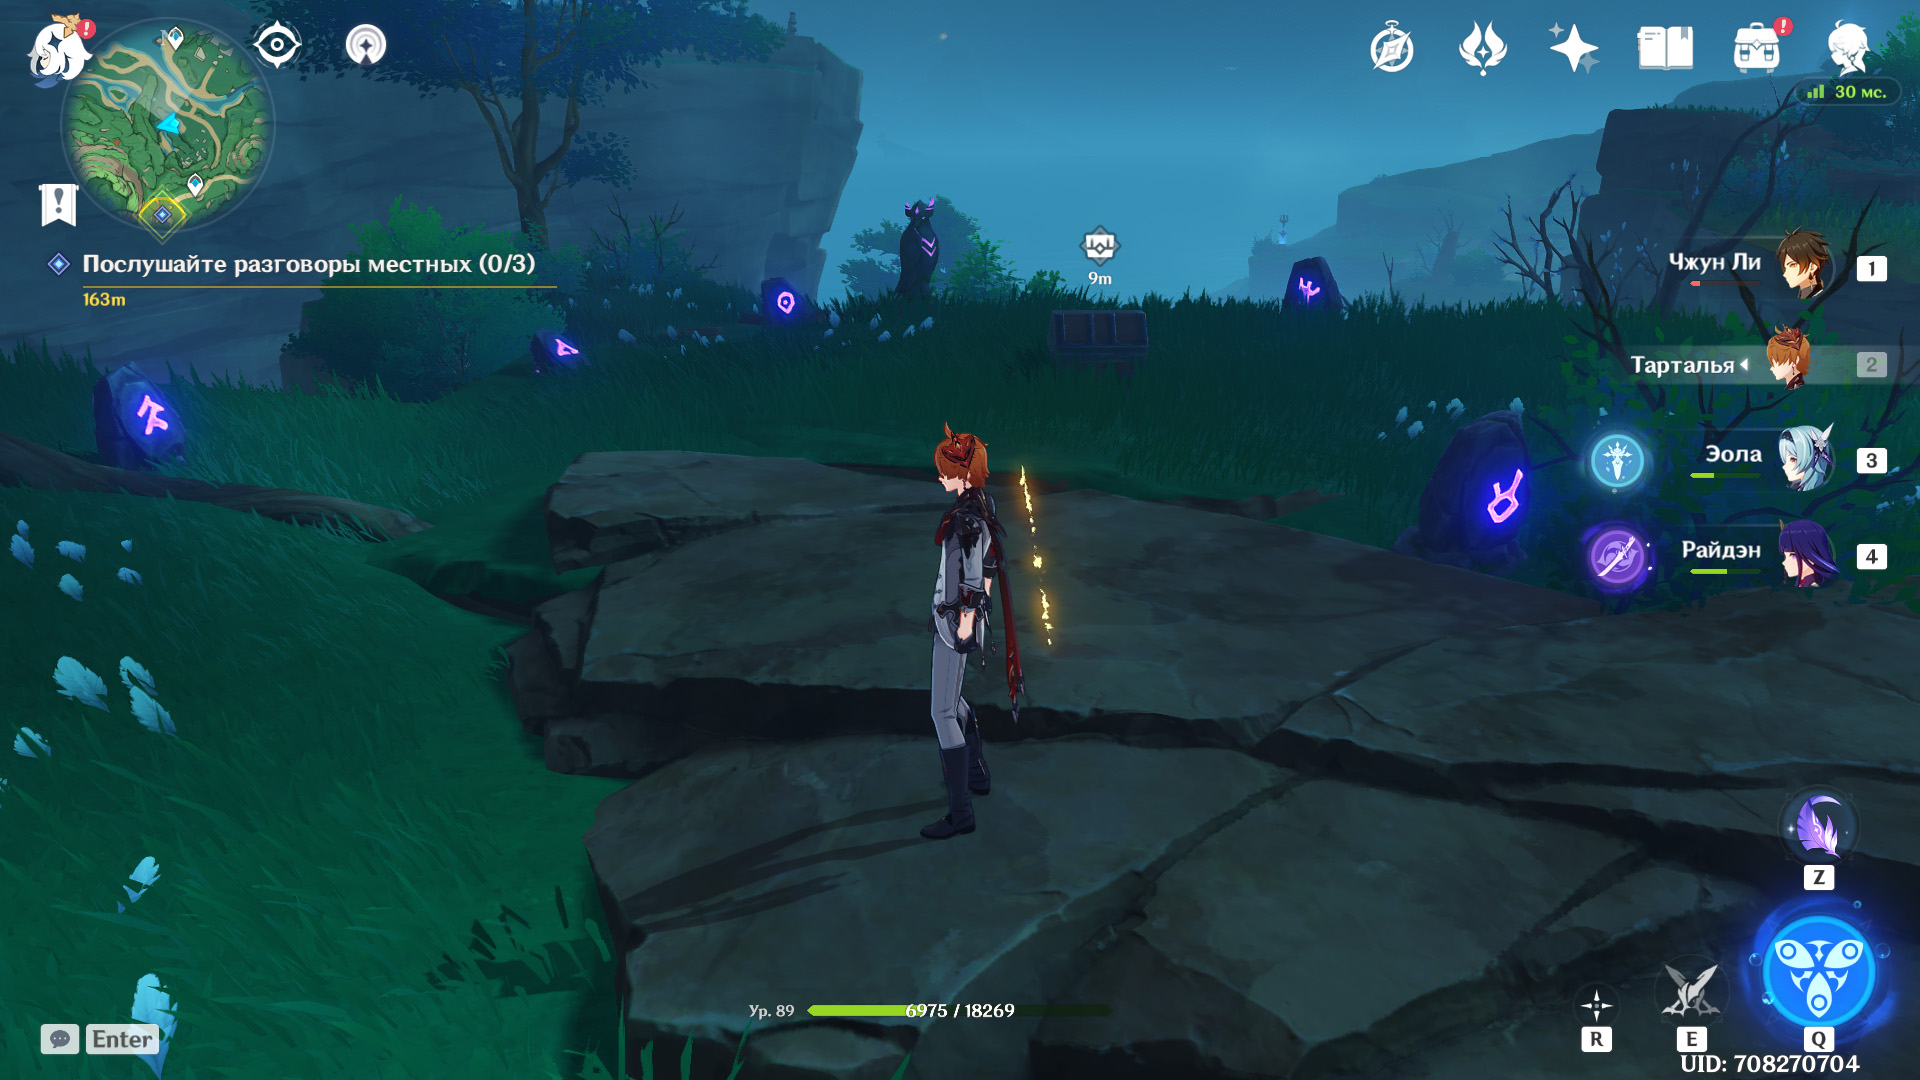 N
30 мс.
Послушайте разговоры местных (0/3)
163m
9m
Чжун Ли
1
Тарталья
2
Эола
3
Райдэн
4
Z
Ур. 89
6975 / 18269
Enter
R
E
Q
UID: 708270704